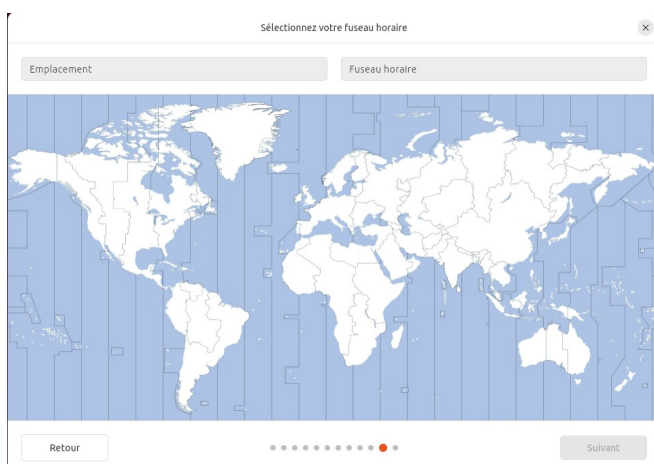 Sélectionnez votre fuseau horaire
Emplacement
Fuseau horaire
Retour
Suivant